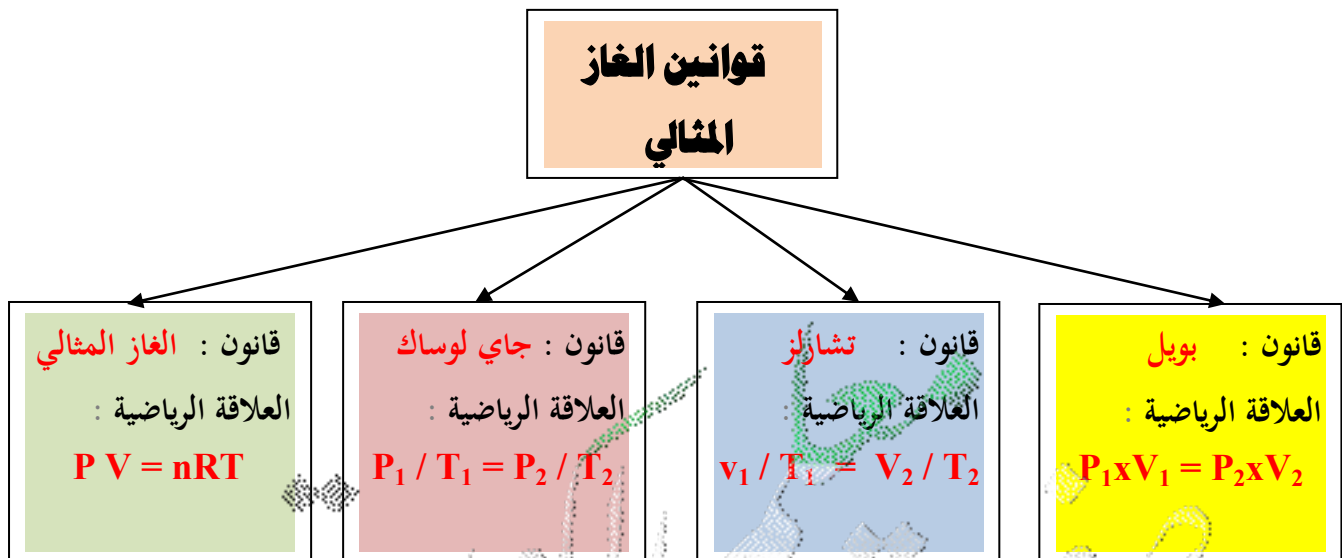 قوانين الغاز
المثالي
قانون : بويل
العلاقة الرياضية :
P₁xV₁ = P₂xV₂
قانون : تشارلز
العلاقة الرياضية :
v₁ / T₁ = V₂ / T₂
قانون : جاي لوساك
العلاقة الرياضية :
P₁ / T₁ = P₂ / T₂
قانون : الغاز المثالي
العلاقة الرياضية :
P V = nRT